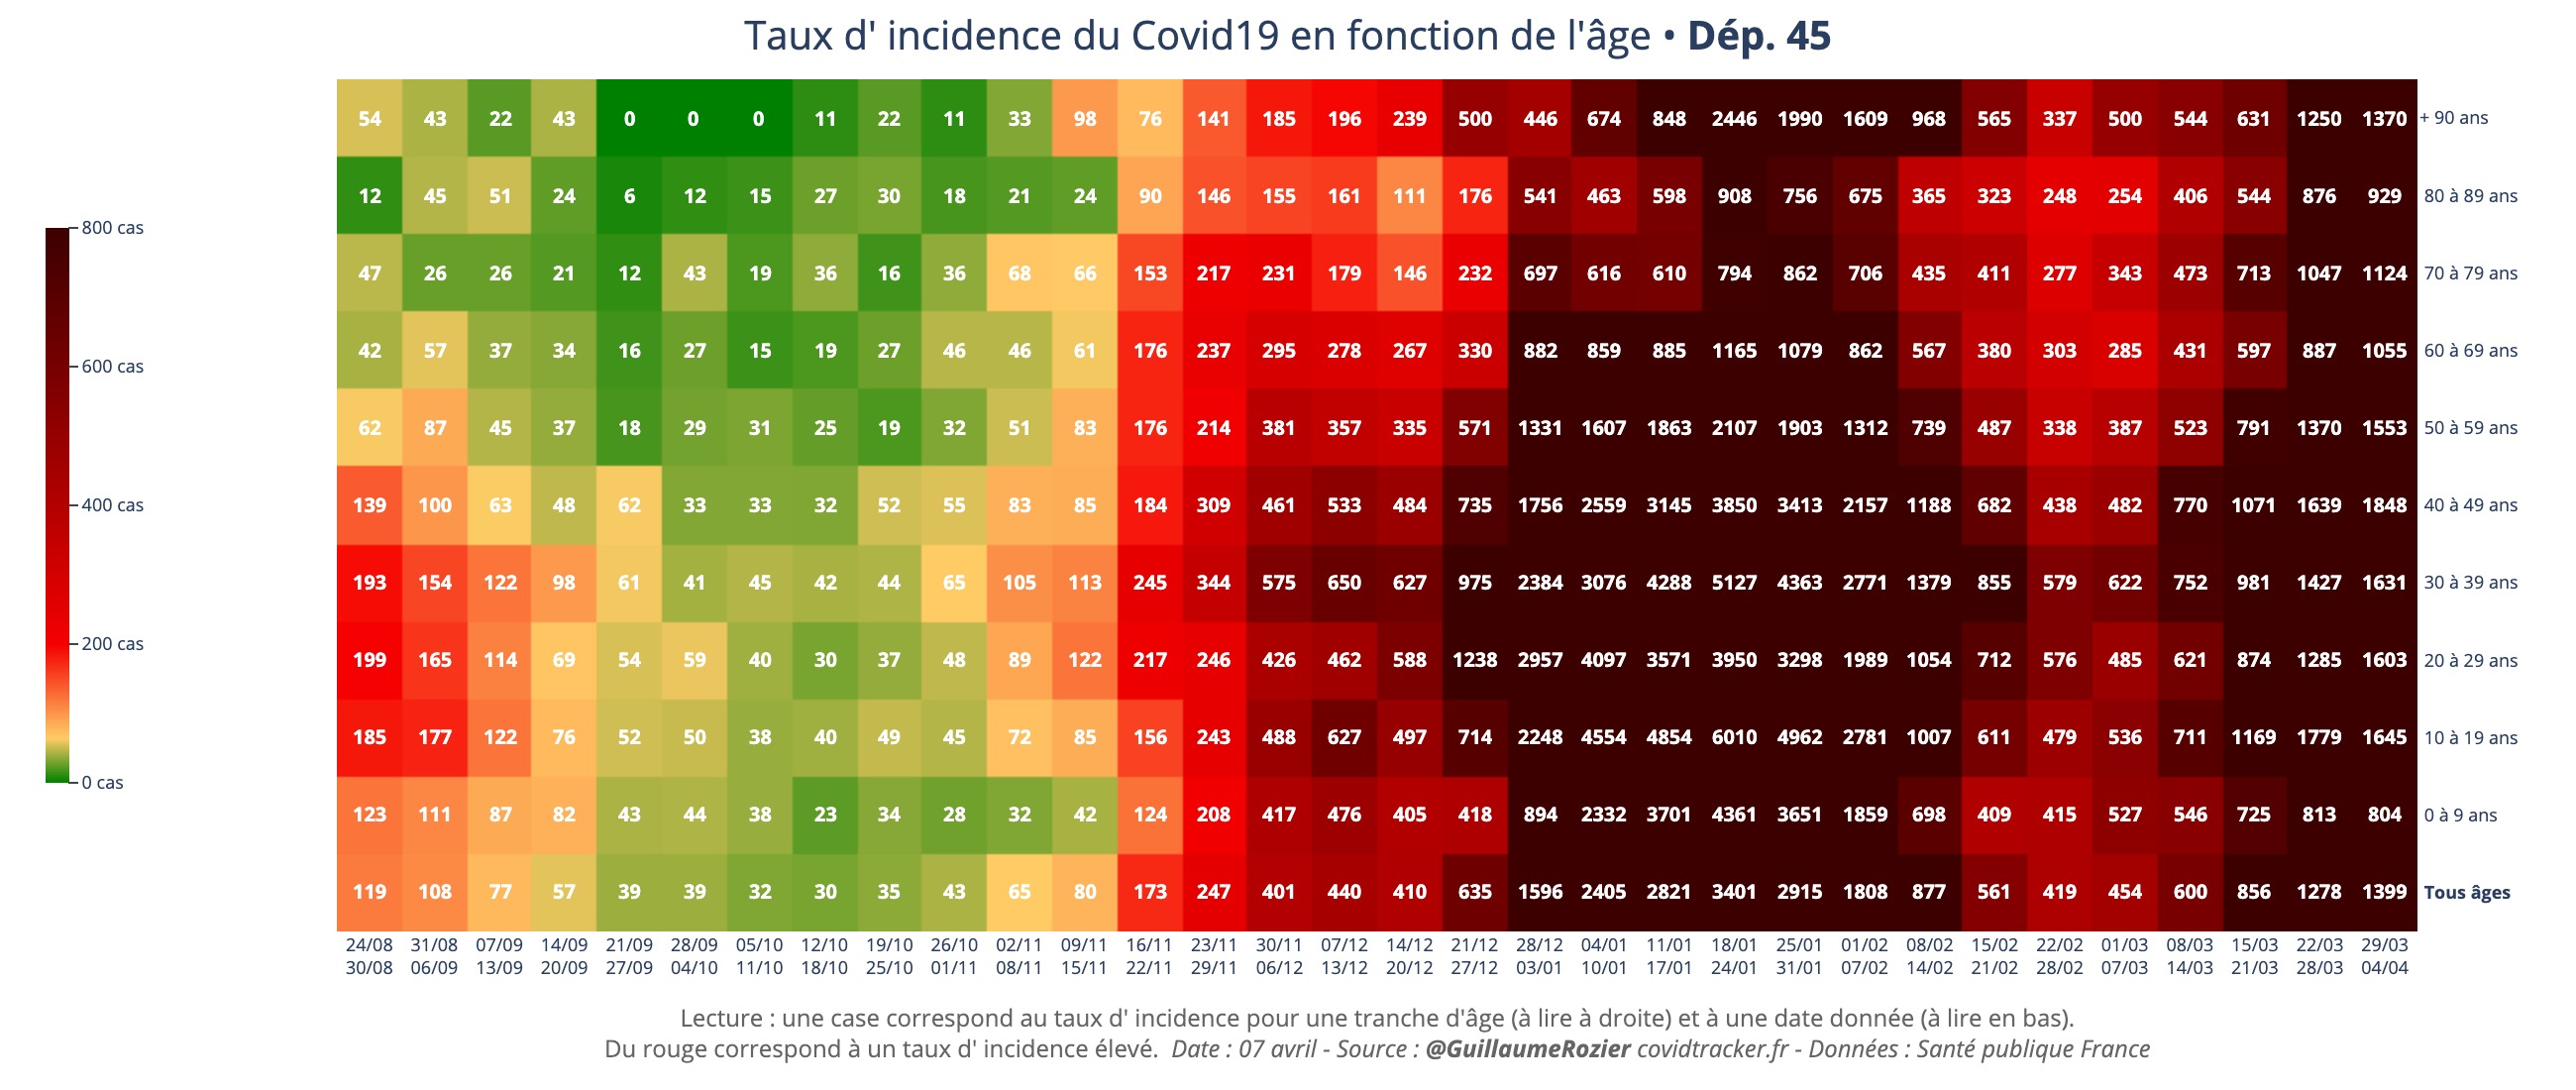 Taux d' incidence du Covid19 en fonction de l'âge • Dép. 45
800 cas
600 cas
400 cas
200 cas
0 cas
54 43 22 43 0 0 0 11 22 11 33 98 76 141 185 196 239 500 446 674 848 2446 1990 1609 968 565 337 500 544 631 1250 1370 + 90 ans
12 45 51 24 6 12 15 27 30 18 21 24 90 146 155 161 111 176 541 463 598 908 756 675 365 323 248 254 406 544 876 929 80 à 89 ans
47 26 26 21 12 43 19 36 16 36 68 66 153 217 231 179 146 232 697 616 610 794 862 706 435 411 277 343 473 713 1047 1124 70 à 79 ans
42 57 37 34 16 27 15 19 27 46 46 61 176 237 295 278 267 330 882 859 885 1165 1079 862 567 380 303 285 431 597 887 1055 60 à 69 ans
62 87 45 37 18 29 31 25 19 32 51 83 176 214 381 357 335 571 1331 1607 1863 2107 1903 1312 739 487 338 387 523 791 1370 1553 50 à 59 ans
139 100 63 48 62 33 33 32 52 55 83 85 184 309 461 533 484 735 1756 2559 3145 3850 3413 2157 1188 682 438 482 770 1071 1639 1848 40 à 49 ans
193 154 122 98 61 41 45 42 44 65 105 113 245 344 575 650 627 975 2384 3076 4288 5127 4363 2771 1379 855 579 622 752 981 1427 1631 30 à 39 ans
199 165 114 69 54 59 40 30 37 48 89 122 217 246 426 462 588 1238 2957 4097 3571 3950 3298 1989 1054 712 576 485 621 874 1285 1603 20 à 29 ans
185 177 122 76 52 50 38 40 49 45 72 85 156 243 488 627 497 714 2248 4554 4854 6010 4962 2781 1007 611 479 536 711 1169 1779 1645 10 à 19 ans
123 111 87 82 43 44 38 23 34 28 32 42 124 208 417 476 405 418 894 2332 3701 4361 3651 1859 698 409 415 527 546 725 813 804 0 à 9 ans
119 108 77 57 39 39 32 30 35 43 65 80 173 247 401 440 410 635 1596 2405 2821 3401 2915 1808 877 561 419 454 600 856 1278 1399 Tous âges
24/08 31/08 07/09 14/09 21/09 28/09 05/10 12/10 19/10 26/10 02/11 09/11 16/11 23/11 30/11 07/12 14/12 21/12 28/12 04/01 11/01 18/01 25/01 01/02 08/02 15/02 22/02 01/03 08/03 15/03 22/03 29/03
30/08 06/09 13/09 20/09 27/09 04/10 11/10 18/10 25/10 01/11 08/11 15/11 22/11 29/11 06/12 13/12 20/12 27/12 03/01 10/01 17/01 24/01 31/01 07/02 14/02 21/02 28/02 07/03 14/03 21/03 28/03 04/04
Lecture : une case correspond au taux d' incidence pour une tranche d'âge (à lire à droite) et à une date donnée (à lire en bas).
Du rouge correspond à un taux d' incidence élevé. Date : 07 avril - Source : @GuillaumeRozier covidtracker.fr - Données : Santé publique France